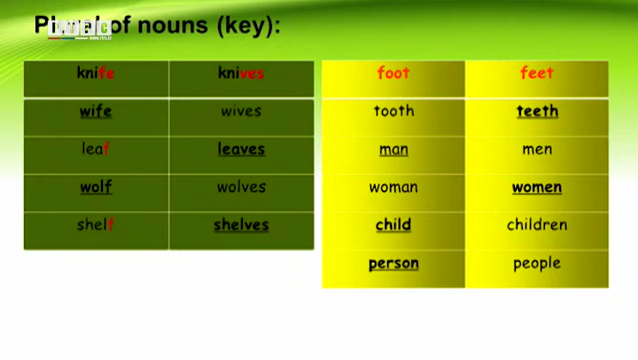 Plural of nouns (key):
knife knives
wife wives
leaf leaves
wolf wolves
shelf shelves
foot feet
tooth teeth
man men
woman women
child children
person people